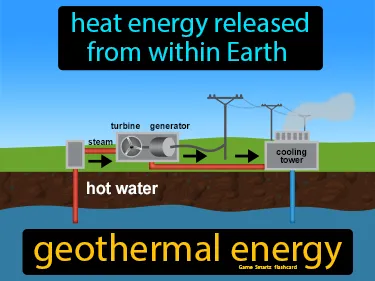 heat energy released
from within Earth
turbine generator
steam
cooling
tower
hot water
geothermal energy
Game Smartz flashcard